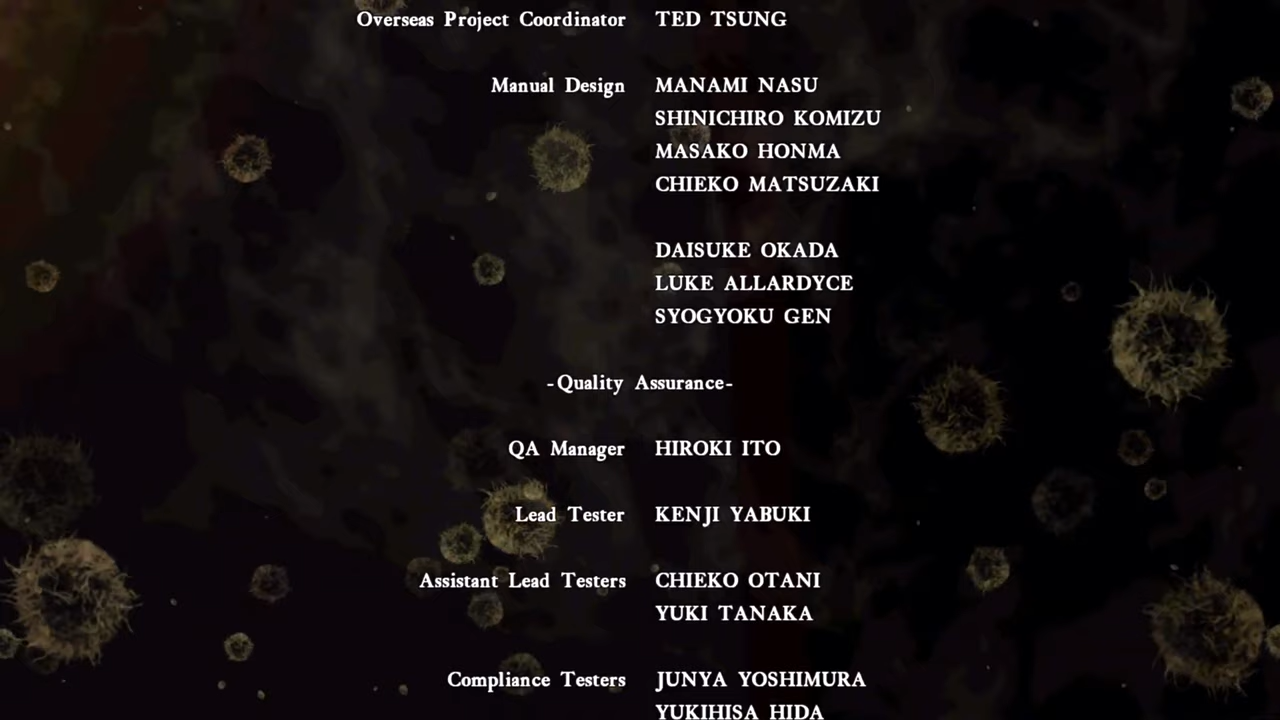 Overseas Project Coordinator TED TSUNG
Manual Design MANAMI NASU
SHINICHIRO KOMIZU
MASAKO HONMA
CHIEKO MATSUZAKI
DAISUKE OKADA
LUKE ALLARDYCE
SYOGYOKU GEN
-Quality Assurance-
QA Manager HIROKI ITO
Lead Tester KENJI YABUKI
Assistant Lead Testers CHIEKO OTANI
YUKI TANAKA
Compliance Testers JUNYA YOSHIMURA
YUKIHISA HIDA